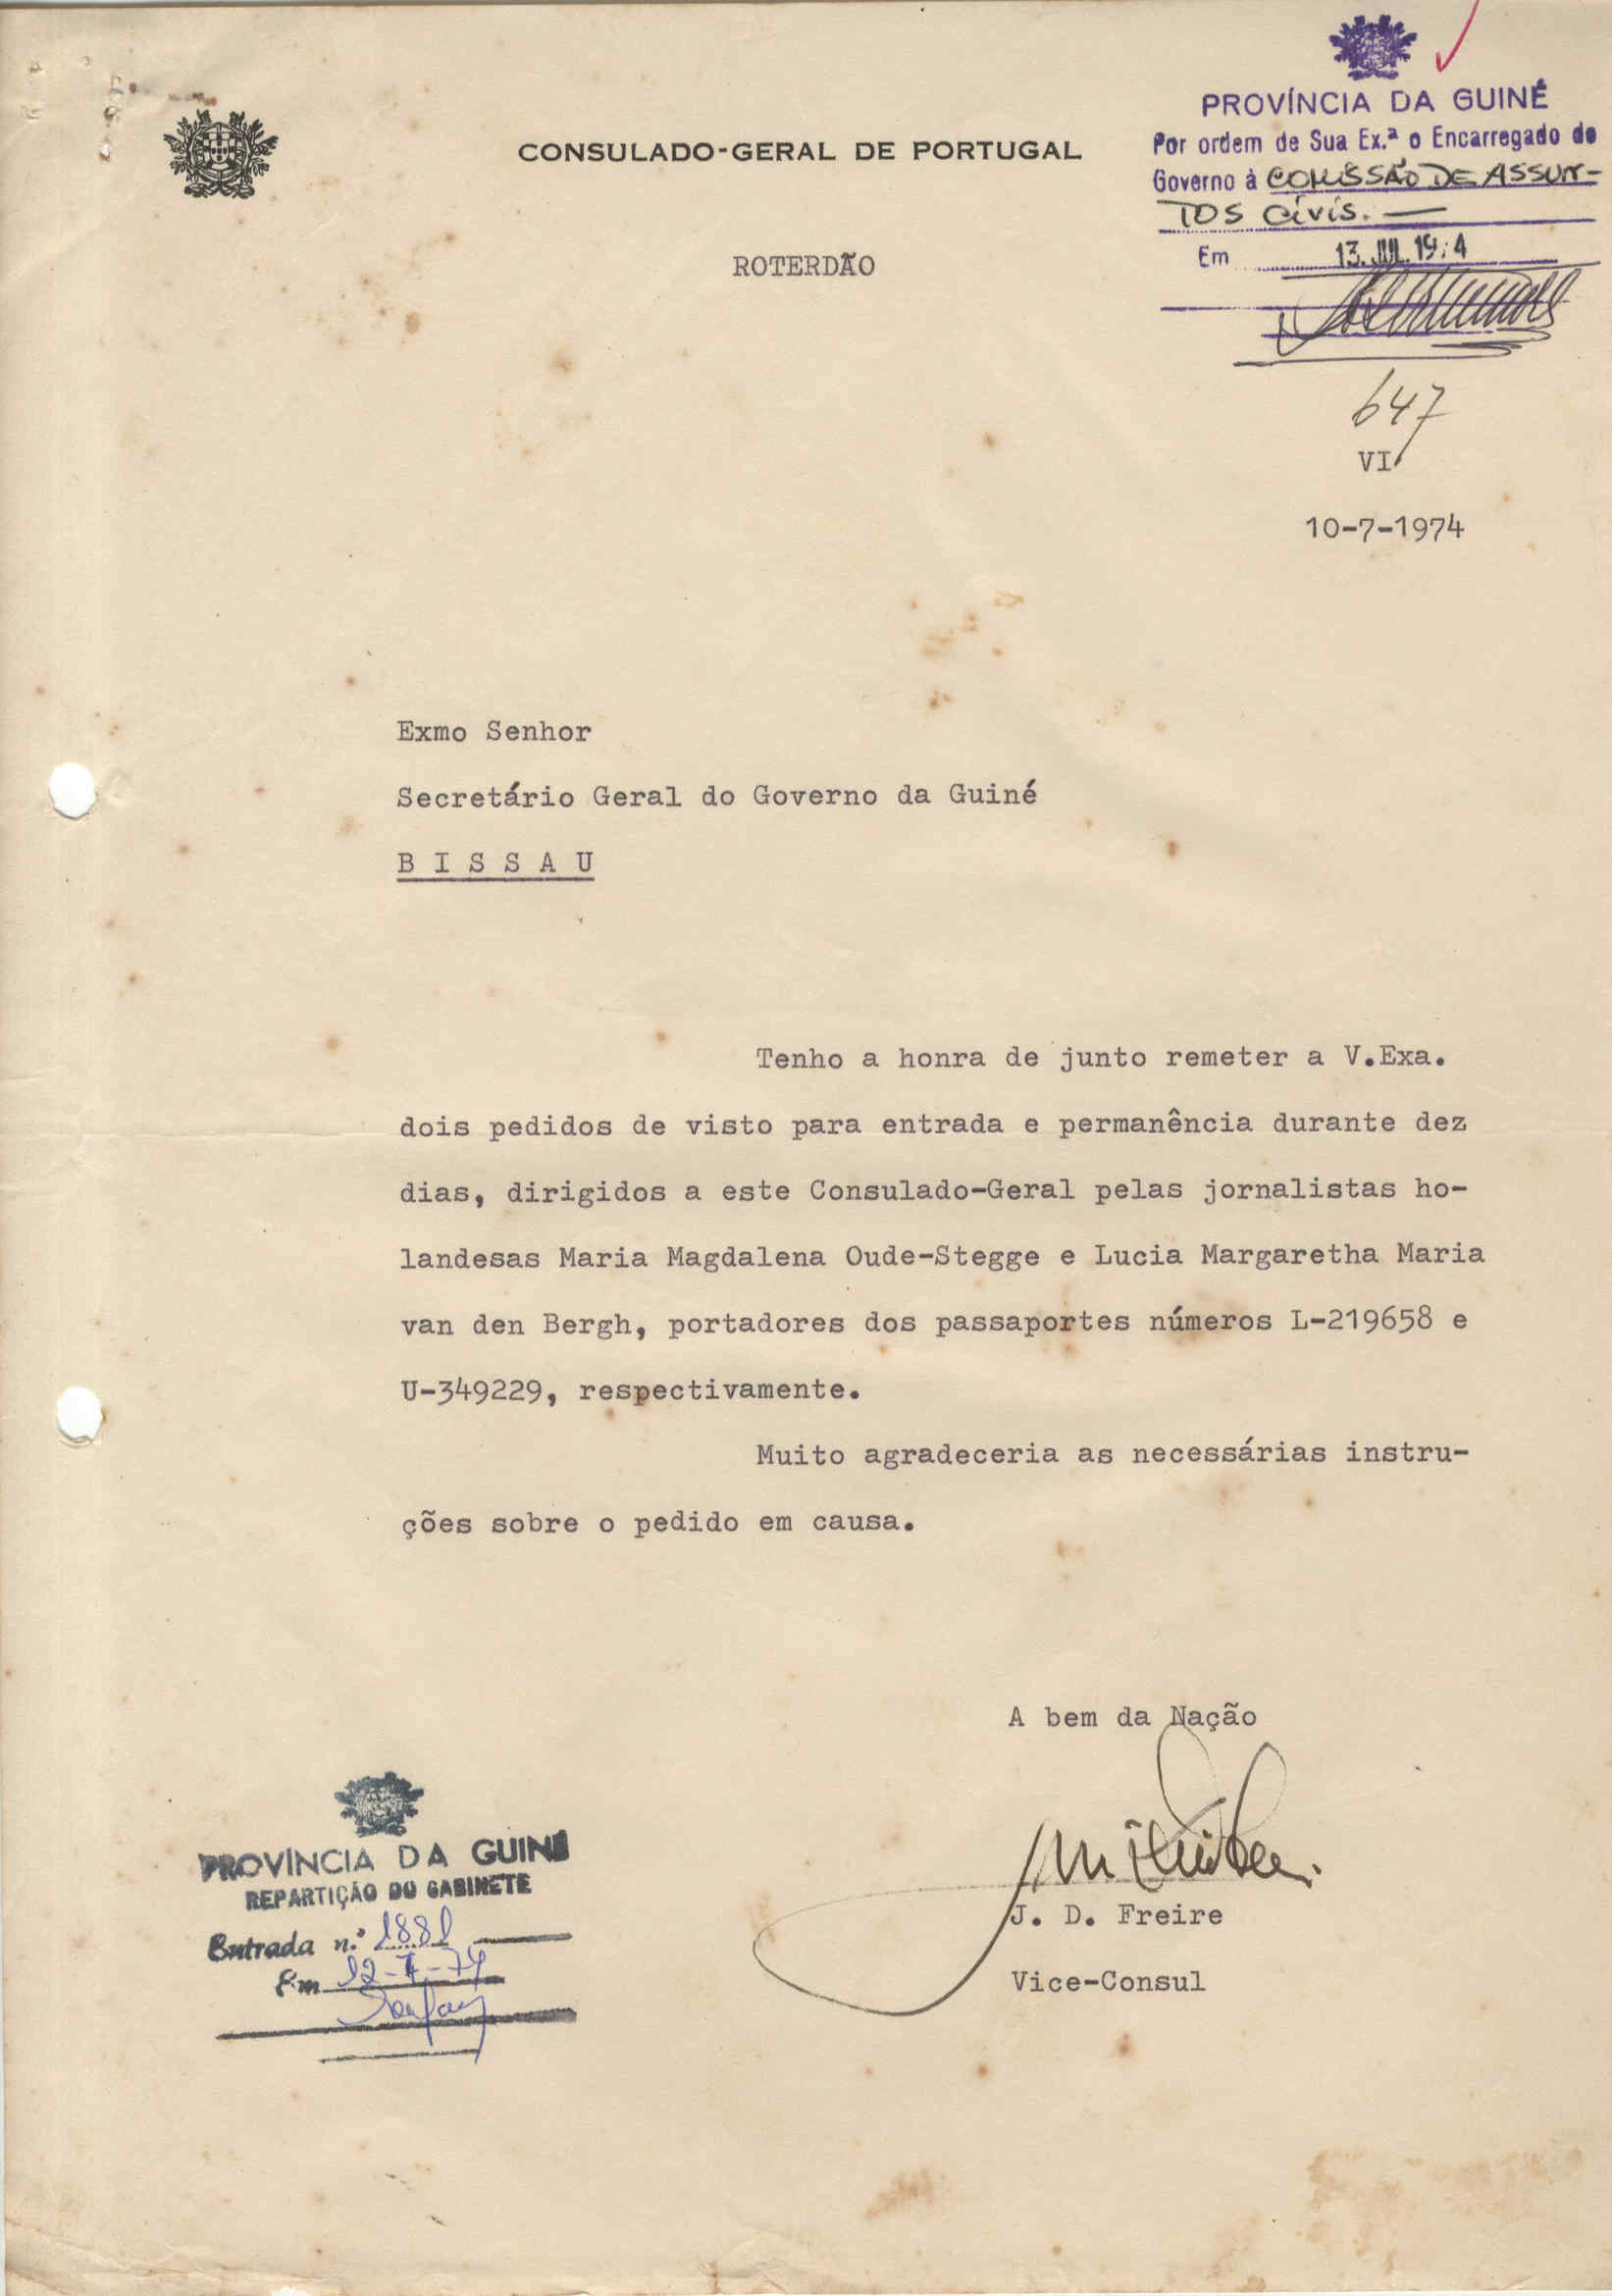 CONSULADO-GERAL DE PORTUGAL
ROTERDÃO
PROVÍNCIA DA GUINÉ
Por ordem de Sua Ex.ª o Encarregado do
Governo à COMISSÃO DE ASSUN-
TOS CIVIS. —
Em 13. JUL. 1974
647
VI
10-7-1974
Exmo Senhor
Secretário Geral do Governo da Guiné
B I S S A U
Tenho a honra de junto remeter a V.Exa.
dois pedidos de visto para entrada e permanência durante dez
dias, dirigidos a este Consulado-Geral pelas jornalistas ho-
landesas Maria Magdalena Oude-Stegge e Lucia Margaretha Maria
van den Bergh, portadores dos passaportes números L-219658 e
U-349229, respectivamente.
Muito agradeceria as necessárias instru-
ções sobre o pedido em causa.
A bem da Nação
J. D. Freire
Vice-Consul
PROVÍNCIA DA GUINÉ
REPARTIÇÃO DO GABINETE
Entrada n.º 1881
Em 12-7-74